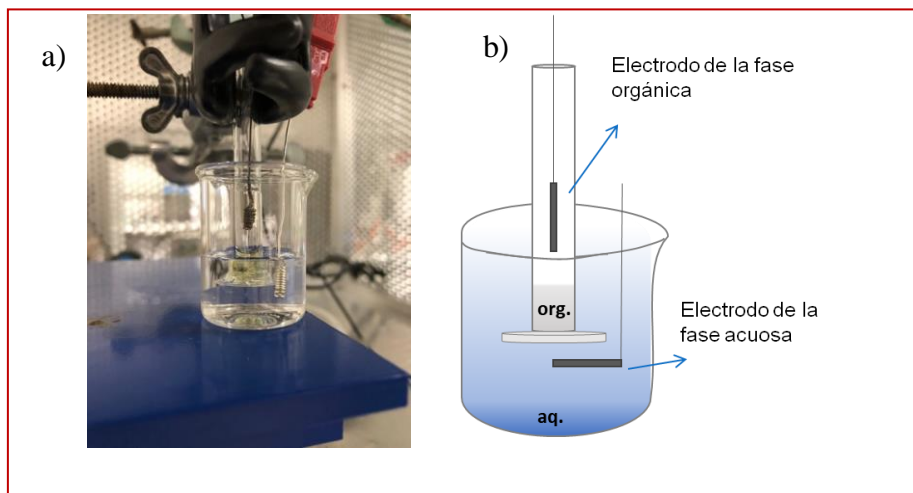 a)
b)
Electrodo de la fase
orgánica
org.
Electrodo de la
fase acuosa
aq.